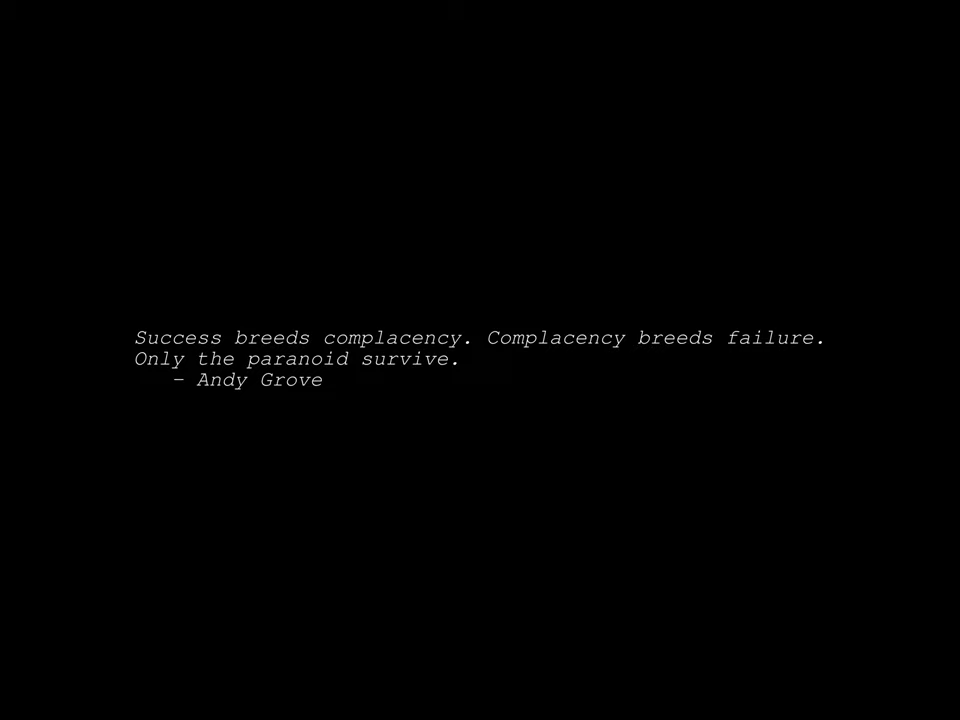 Success breeds complacency. Complacency breeds failure.
Only the paranoid survive.
– Andy Grove